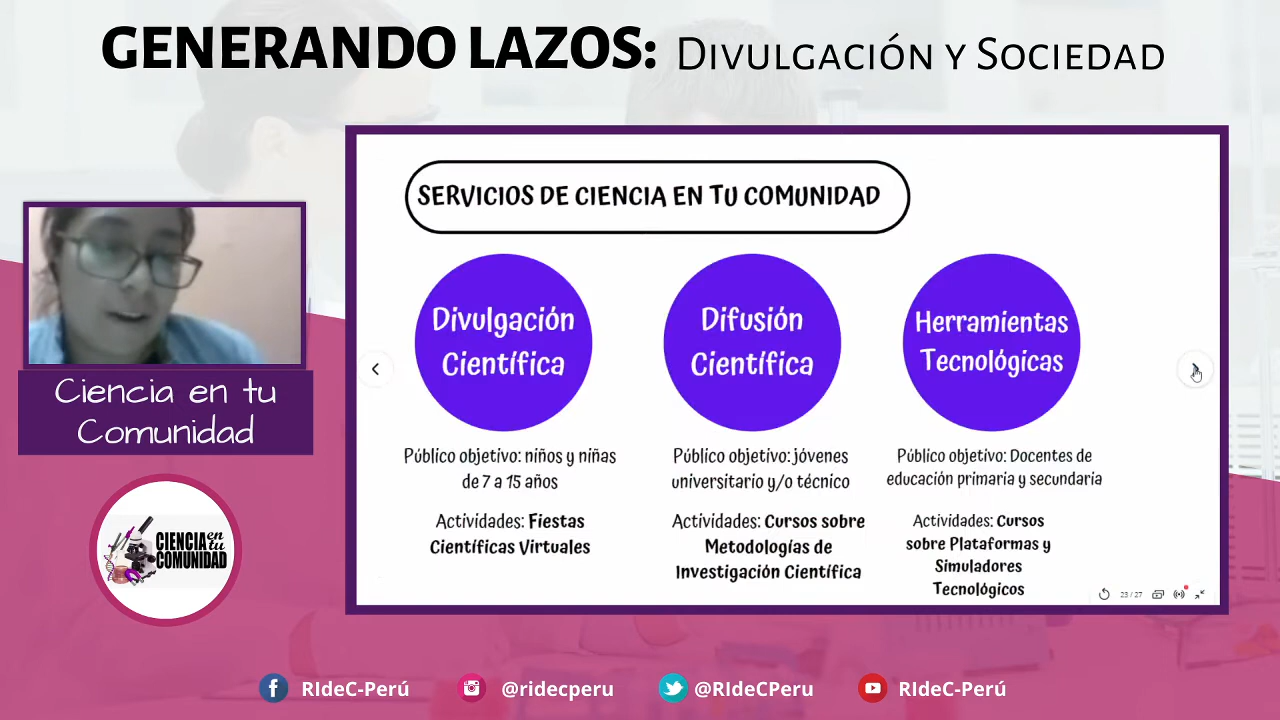 GENERANDO LAZOS: DIVULGACIÓN Y SOCIEDAD
SERVICIOS DE CIENCIA EN TU COMUNIDAD
Divulgación
Científica
Público objetivo: niños y niñas
de 7 a 15 años
Actividades: Fiestas
Científicas Virtuales
Difusión
Científica
Público objetivo: jóvenes
universitario y/o técnico
Actividades: Cursos sobre
Metodologías de
Investigación Científica
Herramientas
Tecnológicas
Público objetivo: Docentes de
educación primaria y secundaria
Actividades: Cursos
sobre Plataformas y
Simuladores
Tecnológicos
23 / 27
Ciencia en tu
Comunidad
CIENCIA en
tu
COMUNIDAD
RIdeC-Perú
@ridecperu
@RIdeCPeru
RIdeC-Perú